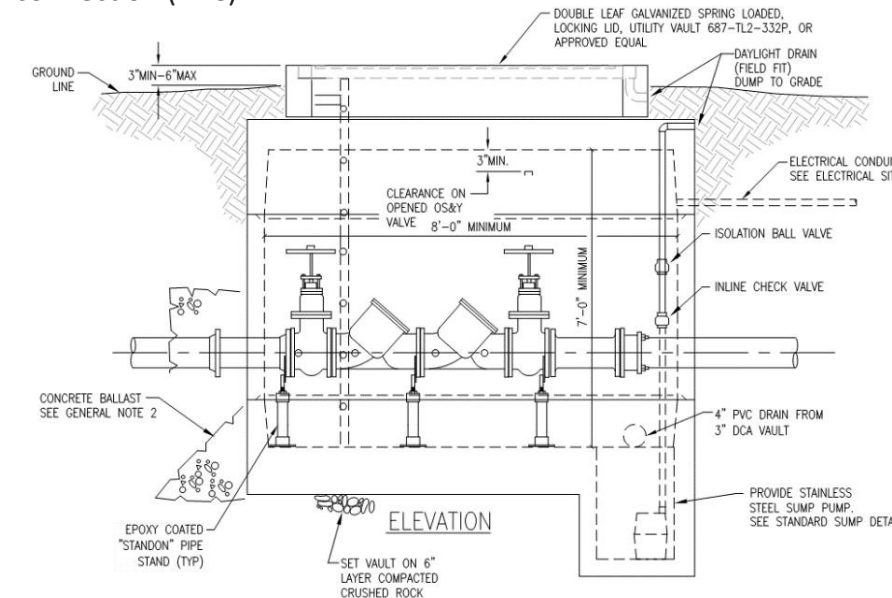 DOUBLE LEAF GALVANIZED SPRING LOADED,
LOCKING LID, UTILITY VAULT 687-TL2-332P, OR
APPROVED EQUAL
GROUND
LINE
3"MIN-6"MAX
DAYLIGHT DRAIN
(FIELD FIT)
DUMP TO GRADE
3"MIN.
ELECTRICAL CONDUI
SEE ELECTRICAL SIT
CLEARANCE ON
OPENED OS&Y
VALVE
8'-0" MINIMUM
ISOLATION BALL VALVE
7'-0" MINIMUM
INLINE CHECK VALVE
CONCRETE BALLAST
SEE GENERAL NOTE 2
4" PVC DRAIN FROM
3" DCA VAULT
PROVIDE STAINLESS
STEEL SUMP PUMP.
SEE STANDARD SUMP DETA
ELEVATION
EPOXY COATED
"STANDON" PIPE
STAND (TYP)
SET VAULT ON 6"
LAYER COMPACTED
CRUSHED ROCK